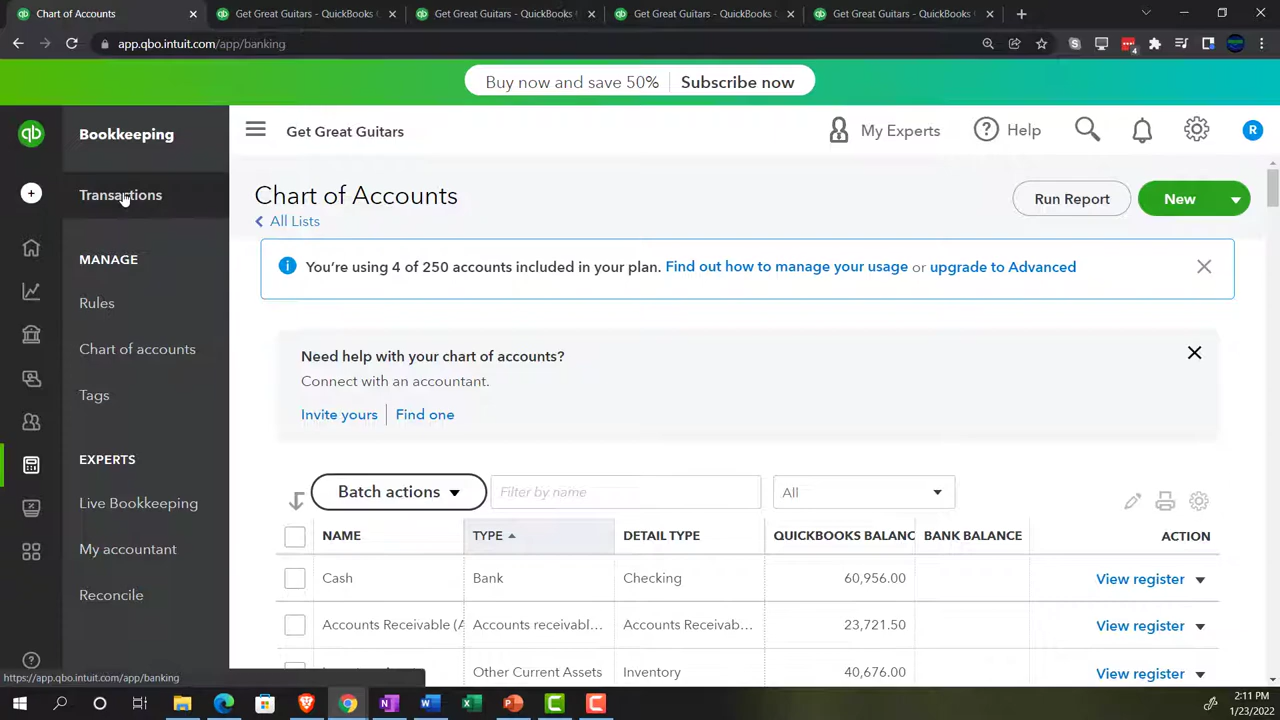 Chart of Accounts
Get Great Guitars - QuickBooks
Get Great Guitars - QuickBooks
Get Great Guitars - QuickBooks
Get Great Guitars - QuickBooks
app.qbo.intuit.com/app/banking
4
Buy now and save 50%
Subscribe now
qb
Bookkeeping
Get Great Guitars
My Experts
Help
R
Transactions
Chart of Accounts
All Lists
Run Report
New
MANAGE
You're using 4 of 250 accounts included in your plan. Find out how to manage your usage or upgrade to Advanced
Rules
Chart of accounts
Need help with your chart of accounts?
Connect with an accountant.
Tags
Invite yours
Find one
EXPERTS
Batch actions
Filter by name
All
Live Bookkeeping
NAME
TYPE
DETAIL TYPE
QUICKBOOKS BALANC
BANK BALANCE
ACTION
My accountant
Cash
Bank
Checking
60,956.00
View register
Reconcile
Accounts Receivable (A
Accounts receivabl...
Accounts Receivab...
23,721.50
View register
Other Current Assets
Inventory
40,676.00
View register
https://app.qbo.intuit.com/app/banking
2:11 PM
1/23/2022